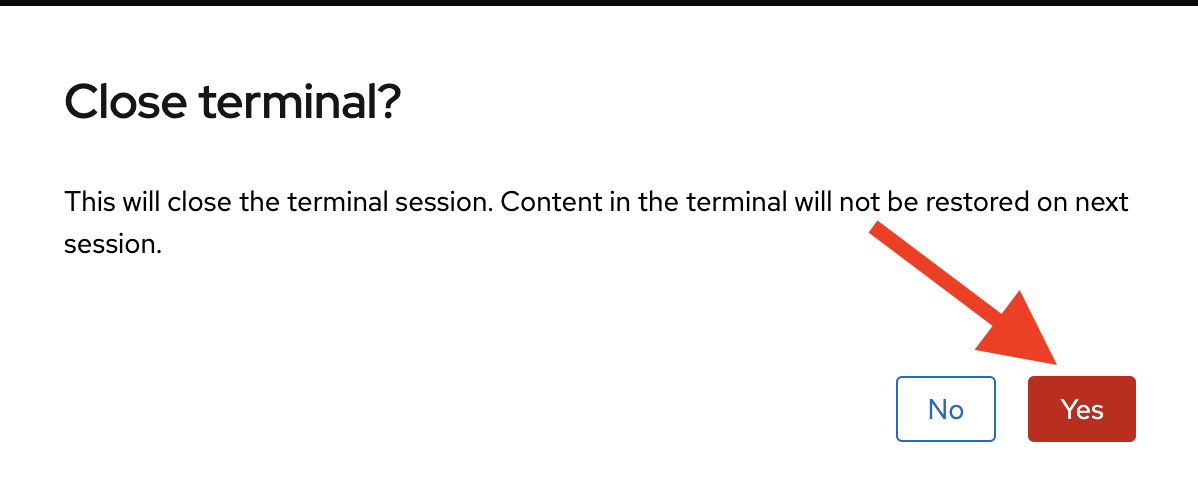 Close terminal?
This will close the terminal session. Content in the terminal will not be restored on next
session.
No
Yes